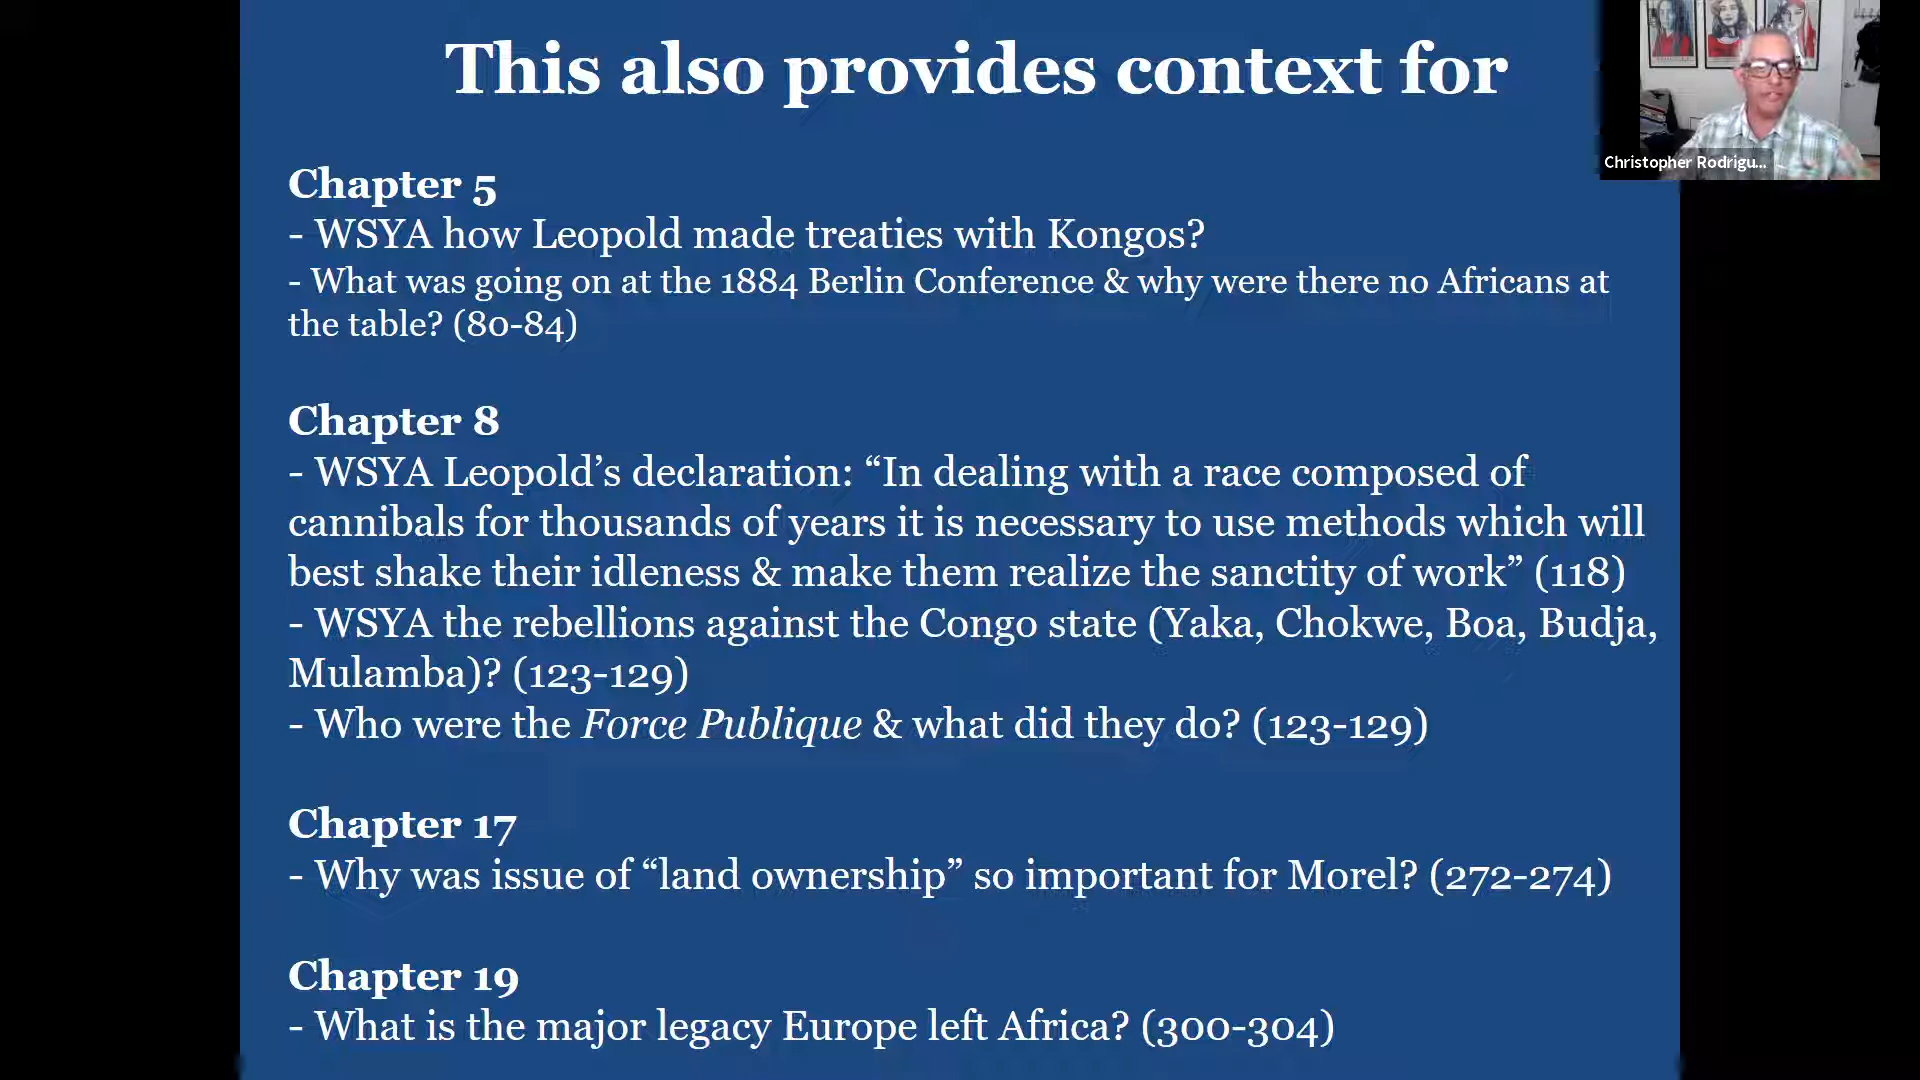 This also provides context for
Christopher Rodrigu...
Chapter 5
- WSYA how Leopold made treaties with Kongos?
- What was going on at the 1884 Berlin Conference & why were there no Africans at
the table? (80-84)
Chapter 8
- WSYA Leopold’s declaration: “In dealing with a race composed of
cannibals for thousands of years it is necessary to use methods which will
best shake their idleness & make them realize the sanctity of work” (118)
- WSYA the rebellions against the Congo state (Yaka, Chokwe, Boa, Budja,
Mulamba)? (123-129)
- Who were the Force Publique & what did they do? (123-129)
Chapter 17
- Why was issue of “land ownership” so important for Morel? (272-274)
Chapter 19
- What is the major legacy Europe left Africa? (300-304)